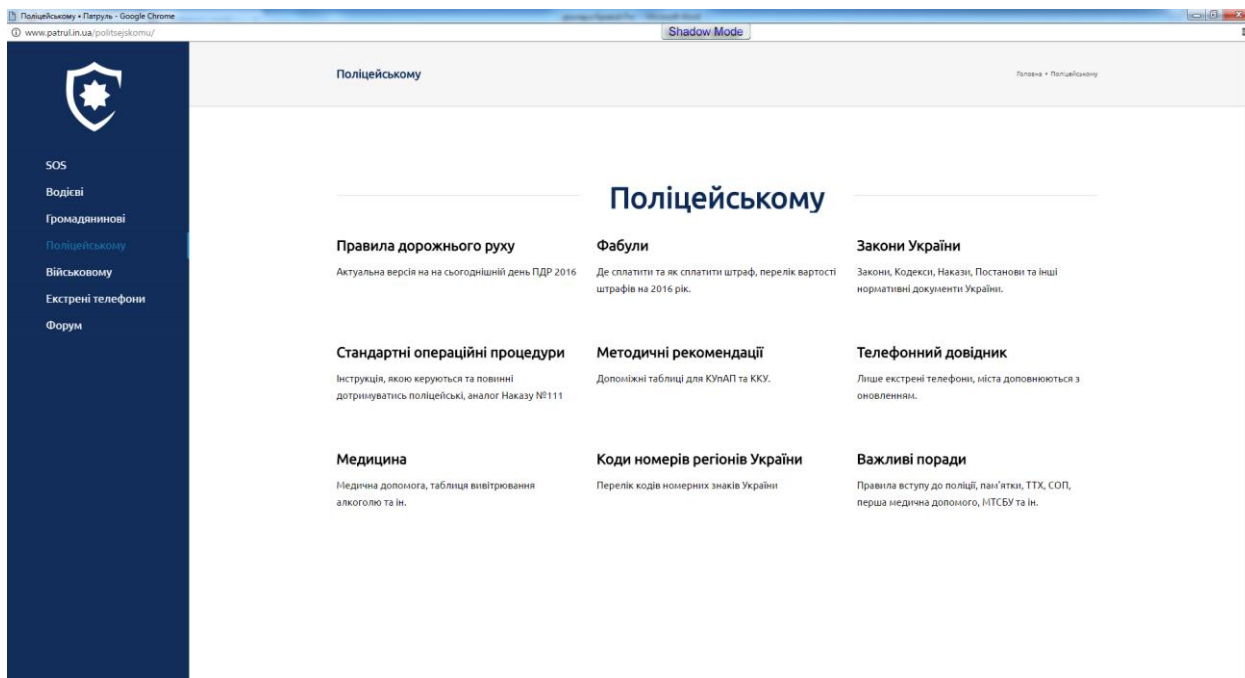 Поліцейському • Патруль - Google Chrome
www.patrul.in.ua/politsejskomu/
Shadow Mode
Поліцейському
Головна • Поліцейському
SOS
Водієві
Громадянинові
Поліцейському
Військовому
Екстрені телефони
Форум
Поліцейському
Правила дорожнього руху
Актуальна версія на на сьогоднішній день ПДР 2016
Фабули
Де сплатити та як сплатити штраф, перелік вартості
штрафів на 2016 рік.
Закони України
Закони, Кодекси, Накази, Постанови та інші
нормативні документи України.
Стандартні операційні процедури
Інструкція, якою керуються та повинні
дотримуватись поліцейські, аналог Наказу №111
Методичні рекомендації
Допоміжні таблиці для КУпАП та ККУ.
Телефонний довідник
Лише екстрені телефони, міста доповнюються з
оновленням.
Медицина
Медична допомога, таблиця вивітрювання
алкоголю та ін.
Коди номерів регіонів України
Перелік кодів номерних знаків України
Важливі поради
Правила вступу до поліції, пам'ятки, ТТХ, СОП,
перша медична допомого, МТСБУ та ін.